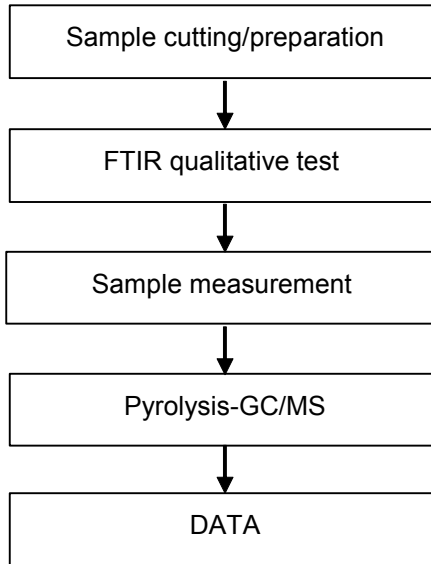 Sample cutting/preparation
FTIR qualitative test
Sample measurement
Pyrolysis-GC/MS
DATA